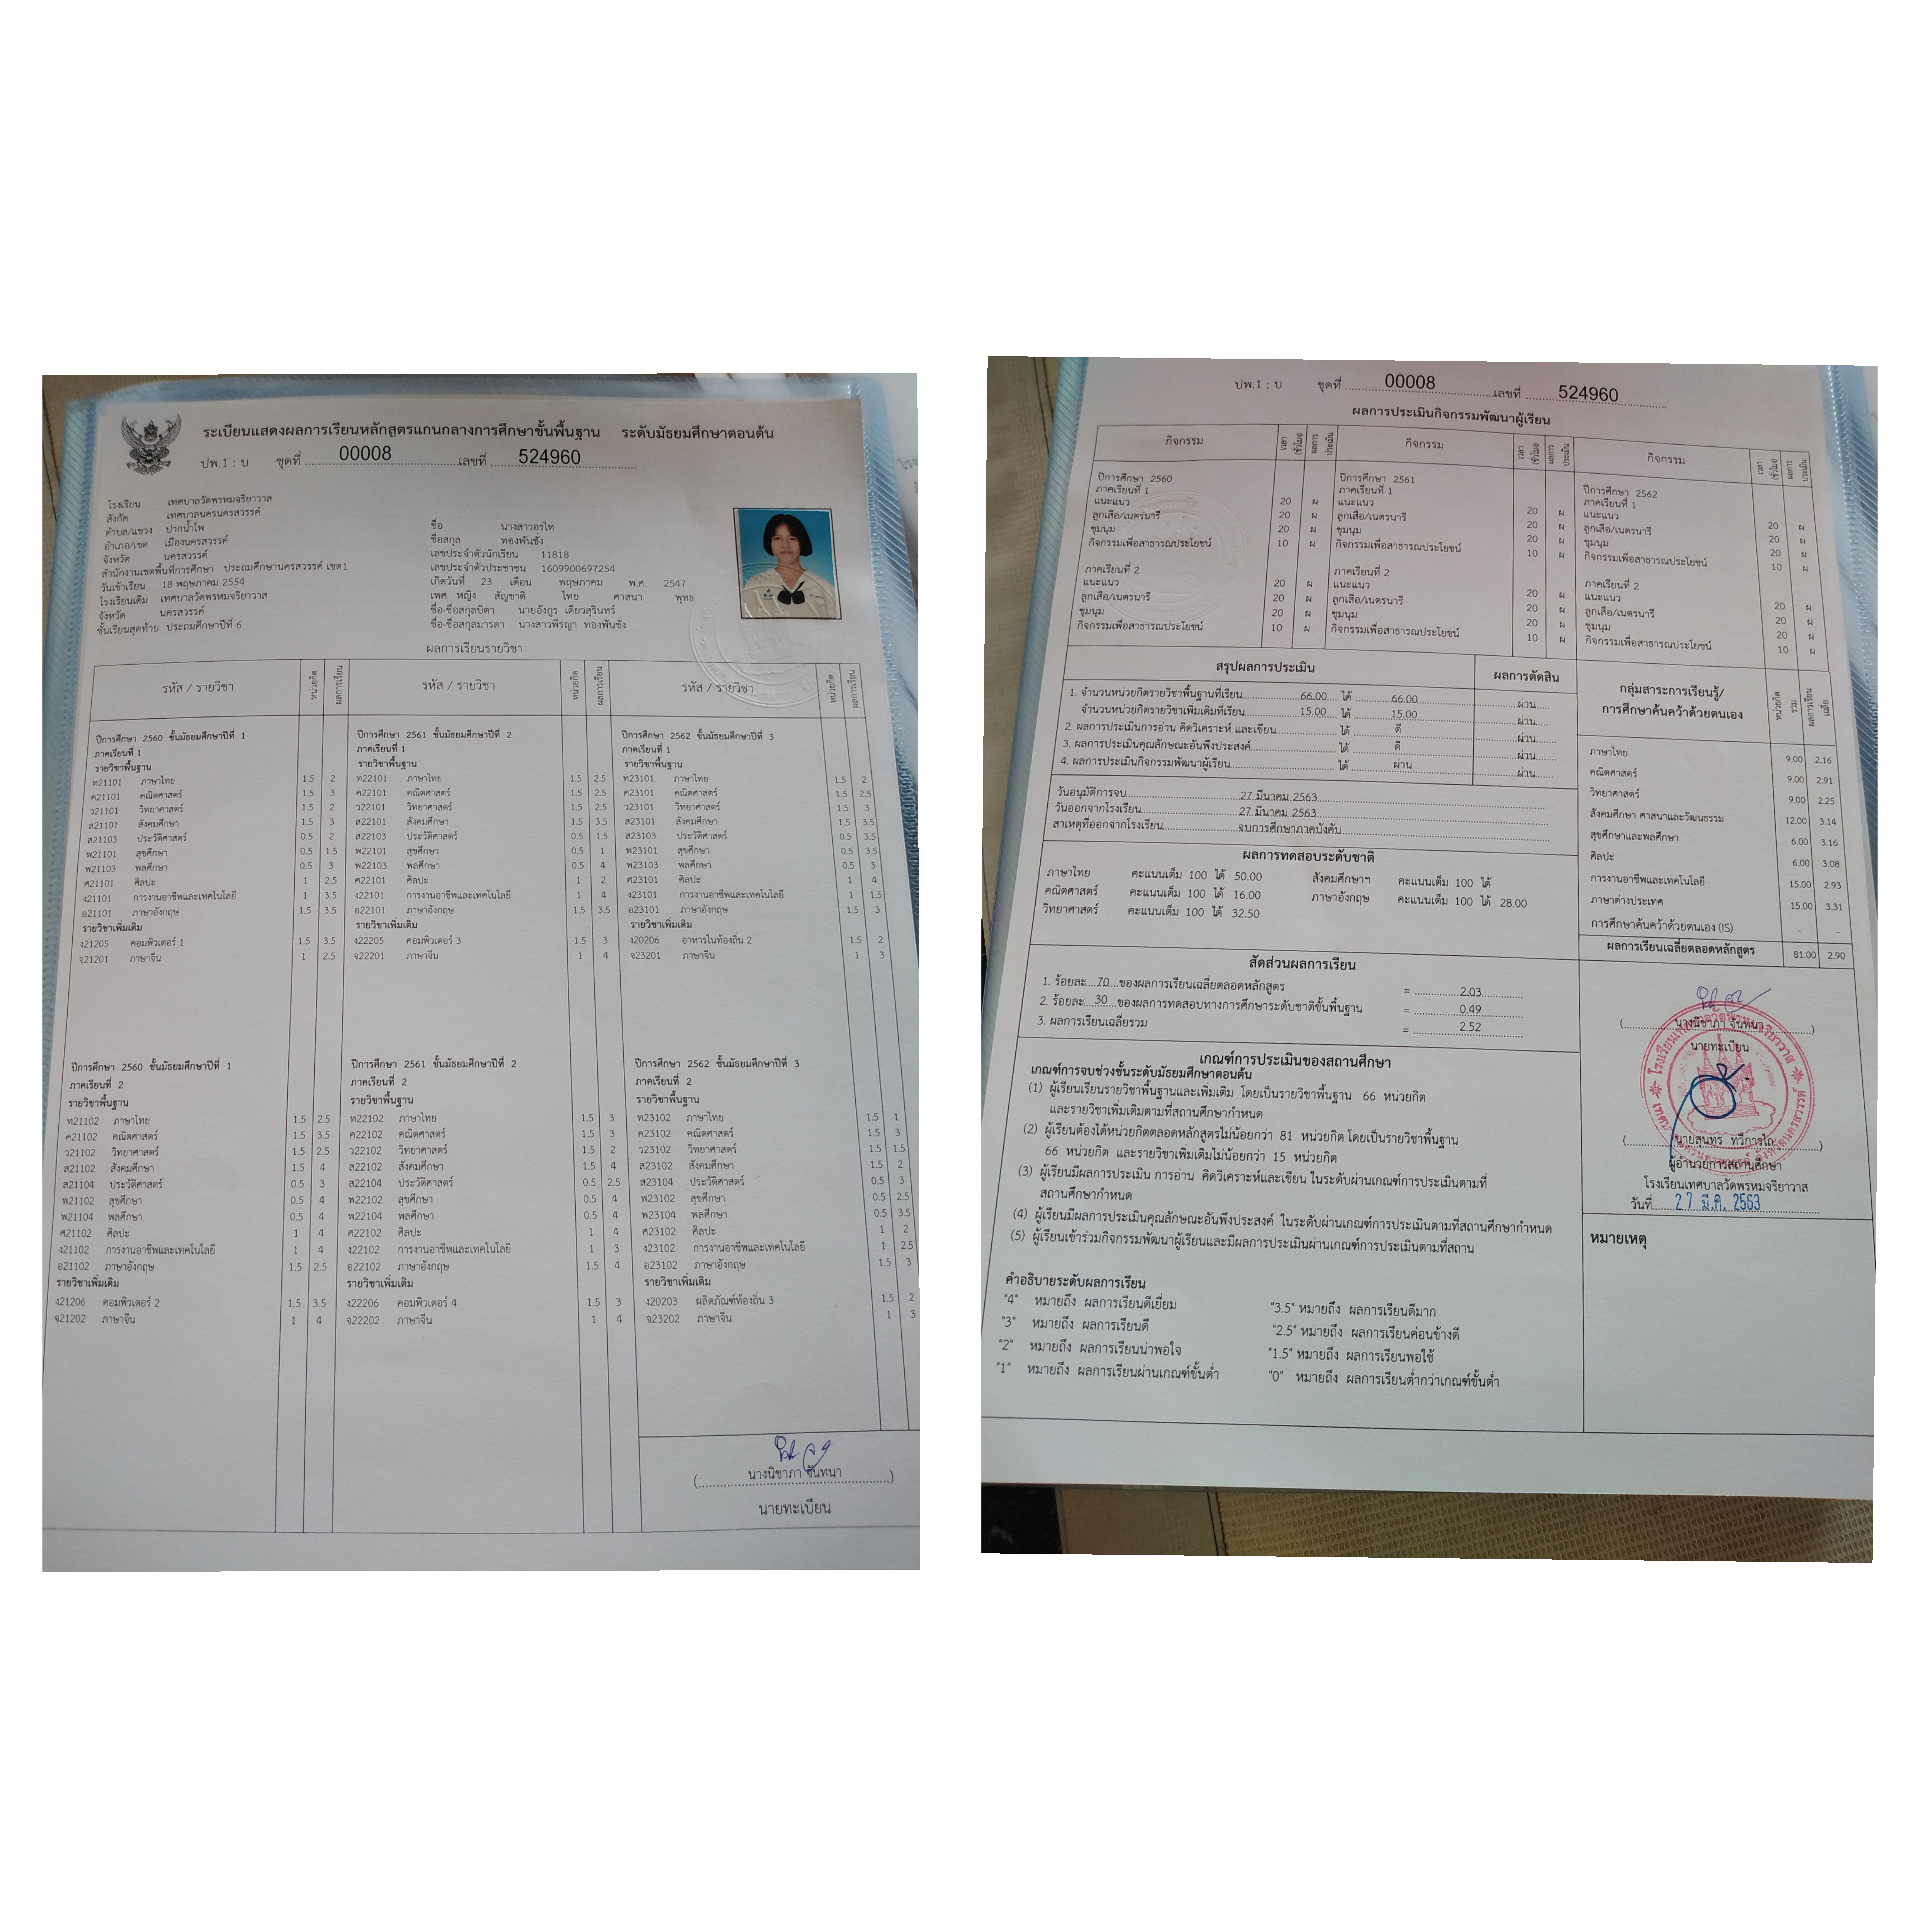 ระเบียนแสดงผลการเรียนหลักสูตรแกนกลางการศึกษาขั้นพื้นฐาน ระดับมัธยมศึกษาตอนต้น
ปพ.1 : บ ชุดที่ 00008 เลขที่ 524960
โรงเรียน เทศบาลวัดพรหมจริยาวาส
สังกัด เทศบาลนครนครสวรรค์
ตำบล/แขวง ปากน้ำโพ
อำเภอ/เขต เมืองนครสวรรค์
จังหวัด นครสวรรค์
สำนักงานเขตพื้นที่การศึกษา ประถมศึกษานครสวรรค์ เขต1
วันเข้าเรียน 18 พฤษภาคม 2554
โรงเรียนเดิม เทศบาลวัดพรหมจริยาวาส
จังหวัด นครสวรรค์
ชั้นเรียนสุดท้าย ประถมศึกษาปีที่ 6
ชื่อ นางสาวอุรุไท
ชื่อสกุล ทองพันชั่ง
เลขประจำตัวนักเรียน 11818
เลขประจำตัวประชาชน 1609900697254
เกิดวันที่ 23 เดือน พฤษภาคม พ.ศ. 2547
เพศ หญิง สัญชาติ ไทย ศาสนา พุทธ
ชื่อ-ชื่อสกุลบิดา นายอังกูร เดียวสุรินทร์
ชื่อ-ชื่อสกุลมารดา นางสาวพีรญา ทองพันชั่ง
ผลการเรียนรายวิชา
รหัส / รายวิชา หน่วยกิต ผลการเรียน รหัส / รายวิชา หน่วยกิต ผลการเรียน รหัส / รายวิชา หน่วยกิต ผลการเรียน
ปีการศึกษา 2560 ชั้นมัธยมศึกษาปีที่ 1
ภาคเรียนที่ 1
รายวิชาพื้นฐาน
ท21101 ภาษาไทย 1.5 2
ค21101 คณิตศาสตร์ 1.5 3
ว21101 วิทยาศาสตร์ 1.5 2
ส21101 สังคมศึกษา 1.5 3
ส21103 ประวัติศาสตร์ 0.5 2
พ21101 สุขศึกษา 0.5 1.5
พ21103 พลศึกษา 0.5 3
ศ21101 ศิลปะ 1 2.5
ง21101 การงานอาชีพและเทคโนโลยี 1 3.5
อ21101 ภาษาอังกฤษ 1.5 3.5
รายวิชาเพิ่มเติม
ง21205 คอมพิวเตอร์ 1 1.5 3.5
จ21201 ภาษาจีน 1 2.5
ปีการศึกษา 2561 ชั้นมัธยมศึกษาปีที่ 2
ภาคเรียนที่ 1
รายวิชาพื้นฐาน
ท22101 ภาษาไทย 1.5 2.5
ค22101 คณิตศาสตร์ 1.5 2.5
ว22101 วิทยาศาสตร์ 1.5 2.5
ส22101 สังคมศึกษา 1.5 3.5
ส22103 ประวัติศาสตร์ 0.5 1.5
พ22101 สุขศึกษา 0.5 1
พ22103 พลศึกษา 0.5 4
ศ22101 ศิลปะ 1 2
ง22101 การงานอาชีพและเทคโนโลยี 1 4
อ22101 ภาษาอังกฤษ 1.5 3.5
รายวิชาเพิ่มเติม
ง22205 คอมพิวเตอร์ 3 1.5 3
จ22201 ภาษาจีน 1 4
ปีการศึกษา 2562 ชั้นมัธยมศึกษาปีที่ 3
ภาคเรียนที่ 1
รายวิชาพื้นฐาน
ท23101 ภาษาไทย 1.5 2
ค23101 คณิตศาสตร์ 1.5 2.5
ว23101 วิทยาศาสตร์ 1.5 3
ส23101 สังคมศึกษา 1.5 3.5
ส23103 ประวัติศาสตร์ 0.5 3.5
พ23101 สุขศึกษา 0.5 3.5
พ23103 พลศึกษา 0.5 3
ศ23101 ศิลปะ 1 4
ง23101 การงานอาชีพและเทคโนโลยี 1 1.5
อ23101 ภาษาอังกฤษ 1.5 3
รายวิชาเพิ่มเติม
ง20206 อาหารในท้องถิ่น 2 1.5 2
จ23201 ภาษาจีน 1 3
ปีการศึกษา 2560 ชั้นมัธยมศึกษาปีที่ 1
ภาคเรียนที่ 2
รายวิชาพื้นฐาน
ท21102 ภาษาไทย 1.5 2.5
ค21102 คณิตศาสตร์ 1.5 3.5
ว21102 วิทยาศาสตร์ 1.5 2.5
ส21102 สังคมศึกษา 1.5 4
ส21104 ประวัติศาสตร์ 0.5 3
พ21102 สุขศึกษา 0.5 4
พ21104 พลศึกษา 0.5 4
ศ21102 ศิลปะ 1 4
ง21102 การงานอาชีพและเทคโนโลยี 1 4
อ21102 ภาษาอังกฤษ 1.5 2.5
รายวิชาเพิ่มเติม
ง21206 คอมพิวเตอร์ 2 1.5 3.5
จ21202 ภาษาจีน 1 4
ปีการศึกษา 2561 ชั้นมัธยมศึกษาปีที่ 2
ภาคเรียนที่ 2
รายวิชาพื้นฐาน
ท22102 ภาษาไทย 1.5 3
ค22102 คณิตศาสตร์ 1.5 3
ว22102 วิทยาศาสตร์ 1.5 2
ส22102 สังคมศึกษา 1.5 4
ส22104 ประวัติศาสตร์ 0.5 2.5
พ22102 สุขศึกษา 0.5 4
พ22104 พลศึกษา 0.5 4
ศ22102 ศิลปะ 1 4
ง22102 การงานอาชีพและเทคโนโลยี 1 3
อ22102 ภาษาอังกฤษ 1.5 4
รายวิชาเพิ่มเติม
ง22206 คอมพิวเตอร์ 4 1.5 3
จ22202 ภาษาจีน 1 4
ปีการศึกษา 2562 ชั้นมัธยมศึกษาปีที่ 3
ภาคเรียนที่ 2
รายวิชาพื้นฐาน
ท23102 ภาษาไทย 1.5 1
ค23102 คณิตศาสตร์ 1.5 3
ว23102 วิทยาศาสตร์ 1.5 1.5
ส23102 สังคมศึกษา 1.5 2
ส23104 ประวัติศาสตร์ 0.5 3
พ23102 สุขศึกษา 0.5 2.5
พ23104 พลศึกษา 0.5 3.5
ศ23102 ศิลปะ 1 2
ง23102 การงานอาชีพและเทคโนโลยี 1 2.5
อ23102 ภาษาอังกฤษ 1.5 3
รายวิชาเพิ่มเติม
ง20203 ผลิตภัณฑ์ท้องถิ่น 3 1.5 2
จ23202 ภาษาจีน 1 3
(นางนิชาภา จันทนา)
นายทะเบียน
ปพ.1 : บ ชุดที่ 00008 เลขที่ 524960
ผลการประเมินกิจกรรมพัฒนาผู้เรียน
กิจกรรม เวลา (ชั่วโมง) ผลการประเมิน กิจกรรม เวลา (ชั่วโมง) ผลการประเมิน กิจกรรม เวลา (ชั่วโมง) ผลการประเมิน
ปีการศึกษา 2560
ภาคเรียนที่ 1
แนะแนว 20 ผ
ลูกเสือ/เนตรนารี 20 ผ
ชุมนุม 20 ผ
กิจกรรมเพื่อสาธารณประโยชน์ 10 ผ
ภาคเรียนที่ 2
แนะแนว 20 ผ
ลูกเสือ/เนตรนารี 20 ผ
ชุมนุม 20 ผ
กิจกรรมเพื่อสาธารณประโยชน์ 10 ผ
ปีการศึกษา 2561
ภาคเรียนที่ 1
แนะแนว 20 ผ
ลูกเสือ/เนตรนารี 20 ผ
ชุมนุม 20 ผ
กิจกรรมเพื่อสาธารณประโยชน์ 10 ผ
ภาคเรียนที่ 2
แนะแนว 20 ผ
ลูกเสือ/เนตรนารี 20 ผ
ชุมนุม 20 ผ
กิจกรรมเพื่อสาธารณประโยชน์ 10 ผ
ปีการศึกษา 2562
ภาคเรียนที่ 1
แนะแนว 20 ผ
ลูกเสือ/เนตรนารี 20 ผ
ชุมนุม 20 ผ
กิจกรรมเพื่อสาธารณประโยชน์ 10 ผ
ภาคเรียนที่ 2
แนะแนว 20 ผ
ลูกเสือ/เนตรนารี 20 ผ
ชุมนุม 20 ผ
กิจกรรมเพื่อสาธารณประโยชน์ 10 ผ
สรุปผลการประเมิน ผลการตัดสิน
1. จำนวนหน่วยกิตรายวิชาพื้นฐานที่เรียน 66.00 ได้ 66.00 ผ่าน
จำนวนหน่วยกิตรายวิชาเพิ่มเติมที่เรียน 15.00 ได้ 15.00 ผ่าน
2. ผลการประเมินการอ่าน คิดวิเคราะห์ และเขียน ได้ ดี ผ่าน
3. ผลการประเมินคุณลักษณะอันพึงประสงค์ ได้ ดี ผ่าน
4. ผลการประเมินกิจกรรมพัฒนาผู้เรียน ได้ ผ่าน ผ่าน
วันอนุมัติการจบ 27 มีนาคม 2563
วันออกจากโรงเรียน 27 มีนาคม 2563
สาเหตุที่ออกจากโรงเรียน จบการศึกษาภาคบังคับ
ผลการทดสอบระดับชาติ
ภาษาไทย คะแนนเต็ม 100 ได้ 50.00 สังคมศึกษาฯ คะแนนเต็ม 100 ได้
คณิตศาสตร์ คะแนนเต็ม 100 ได้ 16.00 ภาษาอังกฤษ คะแนนเต็ม 100 ได้ 28.00
วิทยาศาสตร์ คะแนนเต็ม 100 ได้ 32.50
กลุ่มสาระการเรียนรู้/
การศึกษาค้นคว้าด้วยตนเอง หน่วยกิตรวม ผลการเรียนเฉลี่ย
ภาษาไทย 9.00 2.16
คณิตศาสตร์ 9.00 2.91
วิทยาศาสตร์ 9.00 2.25
สังคมศึกษา ศาสนาและวัฒนธรรม 12.00 3.14
สุขศึกษาและพลศึกษา 6.00 3.16
ศิลปะ 6.00 3.08
การงานอาชีพและเทคโนโลยี 15.00 2.93
ภาษาต่างประเทศ 15.00 3.31
การศึกษาค้นคว้าด้วยตนเอง (IS) - -
ผลการเรียนเฉลี่ยตลอดหลักสูตร 81.00 2.90
สัดส่วนผลการเรียน
1. ร้อยละ 70 ของผลการเรียนเฉลี่ยตลอดหลักสูตร = 2.03
2. ร้อยละ 30 ของผลการทดสอบทางการศึกษาระดับชาติขั้นพื้นฐาน = 0.49
3. ผลการเรียนเฉลี่ยรวม = 2.52
เกณฑ์การประเมินของสถานศึกษา
เกณฑ์การจบช่วงชั้นระดับมัธยมศึกษาตอนต้น
(1) ผู้เรียนเรียนรายวิชาพื้นฐานและเพิ่มเติม โดยเป็นรายวิชาพื้นฐาน 66 หน่วยกิต
และรายวิชาเพิ่มเติมตามที่สถานศึกษากำหนด
(2) ผู้เรียนต้องได้หน่วยกิตตลอดหลักสูตรไม่น้อยกว่า 81 หน่วยกิต โดยเป็นรายวิชาพื้นฐาน
66 หน่วยกิต และรายวิชาเพิ่มเติมไม่น้อยกว่า 15 หน่วยกิต
(3) ผู้เรียนมีผลการประเมิน การอ่าน คิดวิเคราะห์และเขียน ในระดับผ่านเกณฑ์การประเมินตามที่
สถานศึกษากำหนด
(4) ผู้เรียนมีผลการประเมินคุณลักษณะอันพึงประสงค์ ในระดับผ่านเกณฑ์การประเมินตามที่สถานศึกษากำหนด
(5) ผู้เรียนเข้าร่วมกิจกรรมพัฒนาผู้เรียนและมีผลการประเมินผ่านเกณฑ์การประเมินตามที่สถาน
คำอธิบายระดับผลการเรียน
"4" หมายถึง ผลการเรียนดีเยี่ยม "3.5" หมายถึง ผลการเรียนดีมาก
"3" หมายถึง ผลการเรียนดี "2.5" หมายถึง ผลการเรียนค่อนข้างดี
"2" หมายถึง ผลการเรียนน่าพอใจ "1.5" หมายถึง ผลการเรียนพอใช้
"1" หมายถึง ผลการเรียนผ่านเกณฑ์ขั้นต่ำ "0" หมายถึง ผลการเรียนต่ำกว่าเกณฑ์ขั้นต่ำ
(นางนิชาภา จันทนา)
นายทะเบียน
(นายสุนทร ทวีการไถ)
ผู้อำนวยการสถานศึกษา
โรงเรียนเทศบาลวัดพรหมจริยาวาส
วันที่ 27 มี.ค. 2563
หมายเหตุ